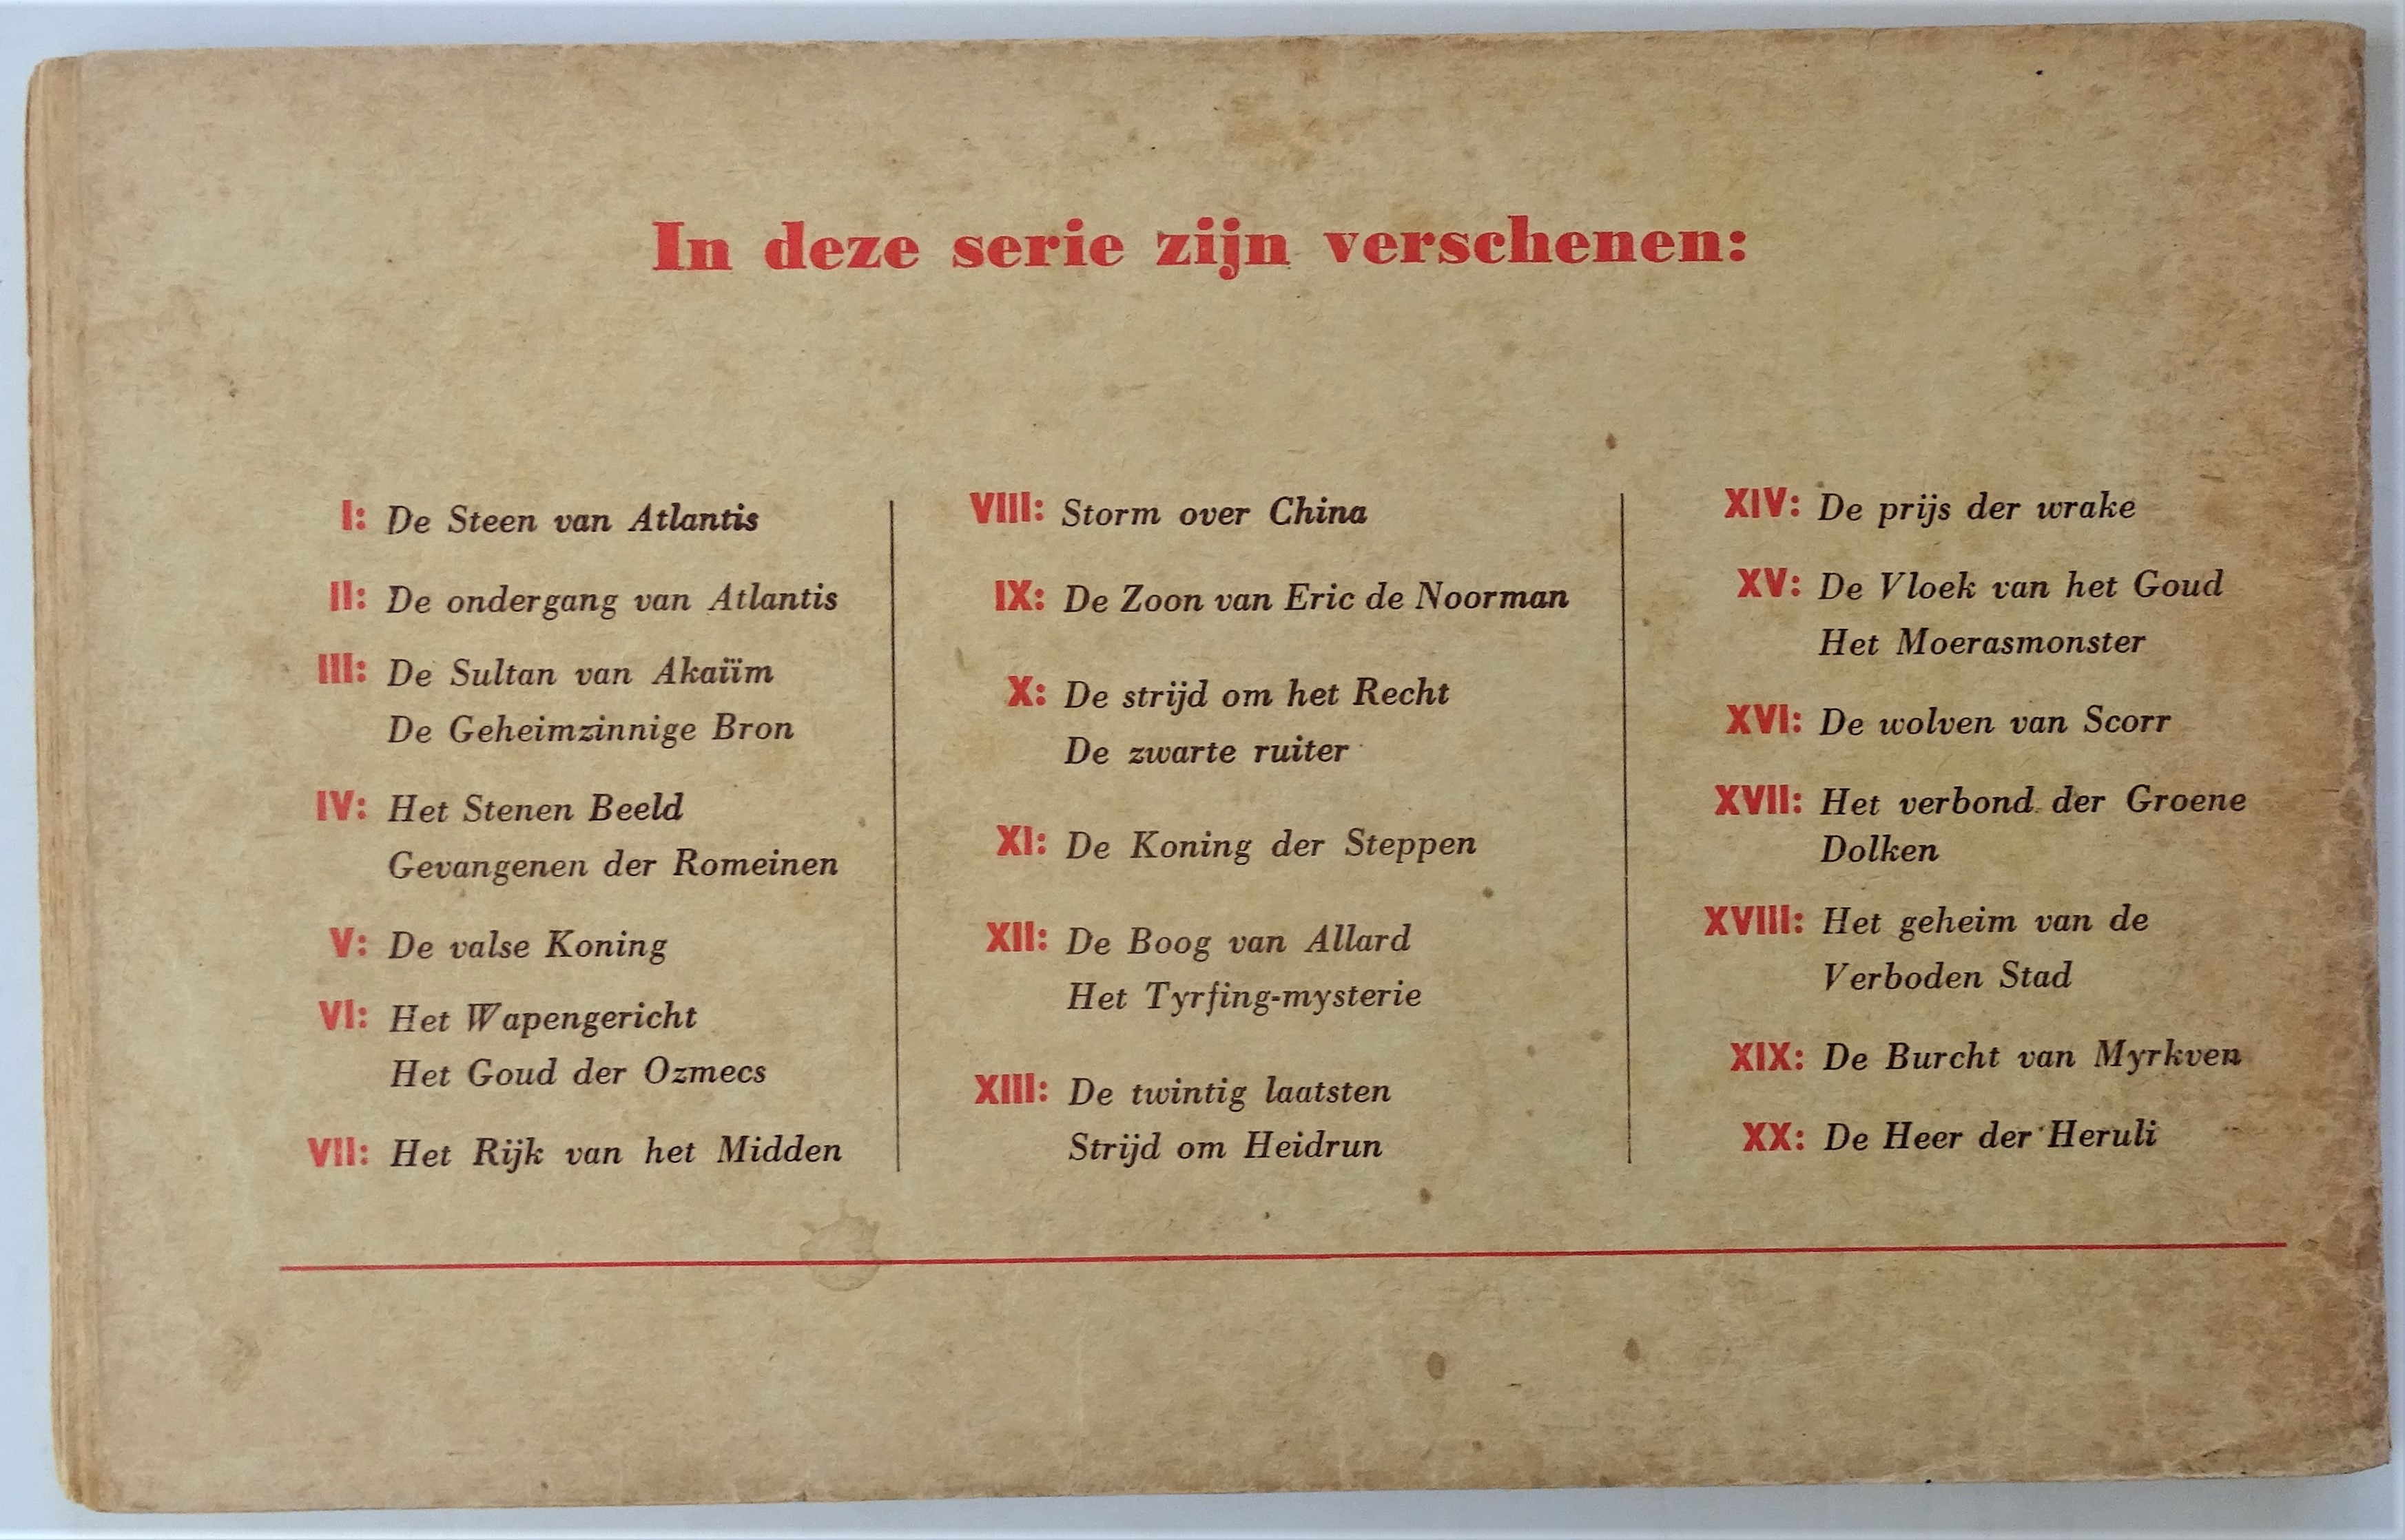 In deze serie zijn verschenen:
I: De Steen van Atlantis
II: De ondergang van Atlantis
III: De Sultan van Akaïim
De Geheimzinnige Bron
IV: Het Stenen Beeld
Gevangenen der Romeinen
V: De valse Koning
VI: Het Wapengericht
Het Goud der Ozmecs
VII: Het Rijk van het Midden
VIII: Storm over China
IX: De Zoon van Eric de Noorman
X: De strijd om het Recht
De zwarte ruiter
XI: De Koning der Steppen
XII: De Boog van Allard
Het Tyrfing-mysterie
XIII: De twintig laatsten
Strijd om Heidrun
XIV: De prijs der wrake
XV: De Vloek van het Goud
Het Moerasmonster
XVI: De wolven van Scorr
XVII: Het verbond der Groene
Dolken
XVIII: Het geheim van de
Verboden Stad
XIX: De Burcht van Myrkven
XX: De Heer der Heruli